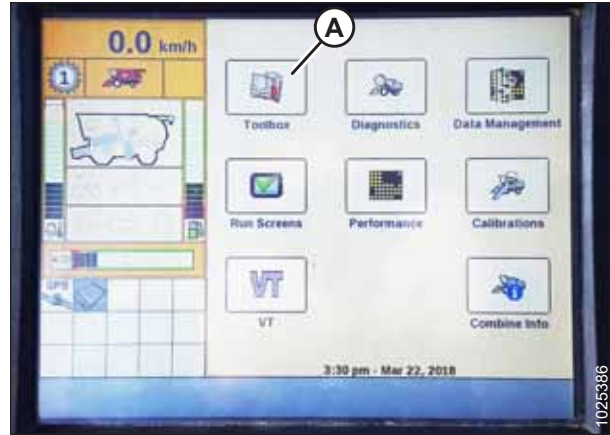 A
0.0 km/h
1
Toolbox
Diagnostics
Data Management
Run Screens
Performance
Calibrations
GPS
VT
VT
Combine Info
3:30 pm - Mar 22, 2018
1025386